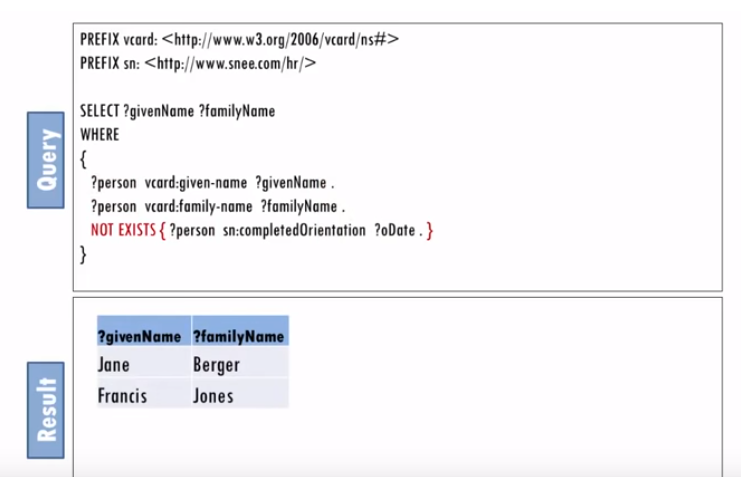 PREFIX vcard: <http://www.w3.org/2006/vcard/ns#>
PREFIX sn: <http://www.snee.com/hr/>
SELECT ?givenName ?familyName
WHERE
{
?person vcard:given-name ?givenName .
?person vcard:family-name ?familyName .
NOT EXISTS { ?person sn:completedOrientation ?oDate . }
}
Query
?givenName ?familyName
Jane Berger
Francis Jones
Result